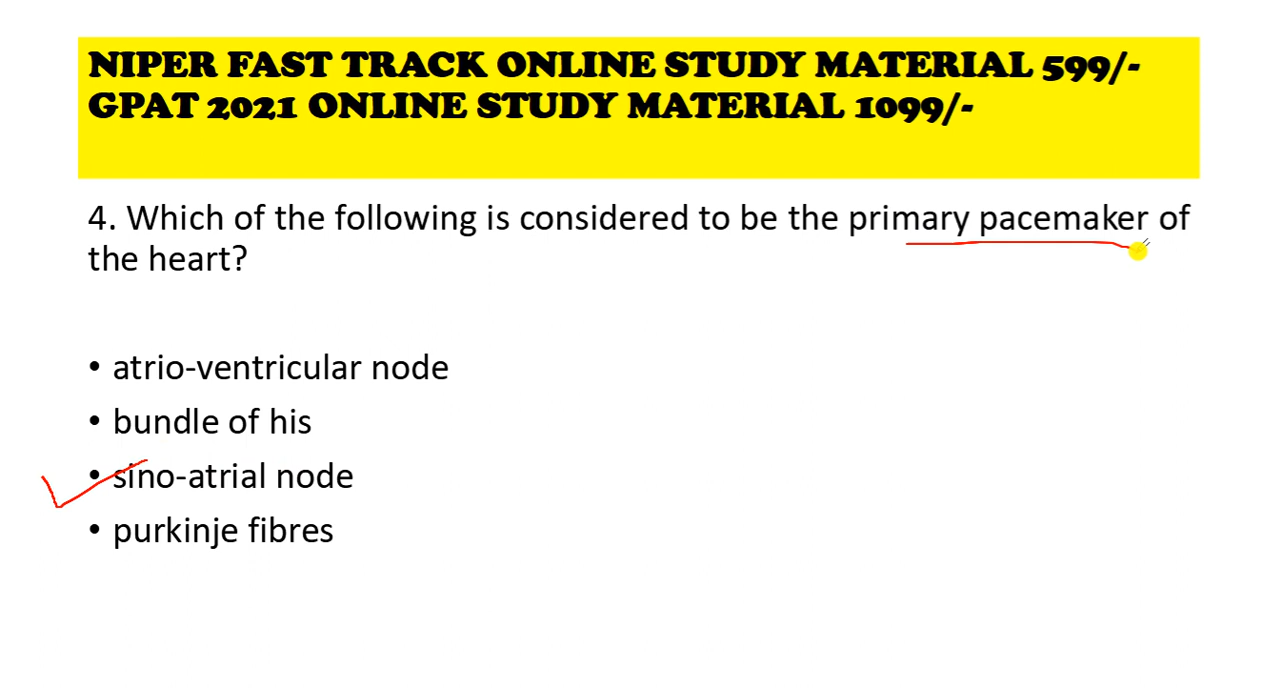 NIPER FAST TRACK ONLINE STUDY MATERIAL 599/-
GPAT 2021 ONLINE STUDY MATERIAL 1099/-
4. Which of the following is considered to be the primary pacemaker of
the heart?
• atrio-ventricular node
• bundle of his
• sino-atrial node
• purkinje fibres